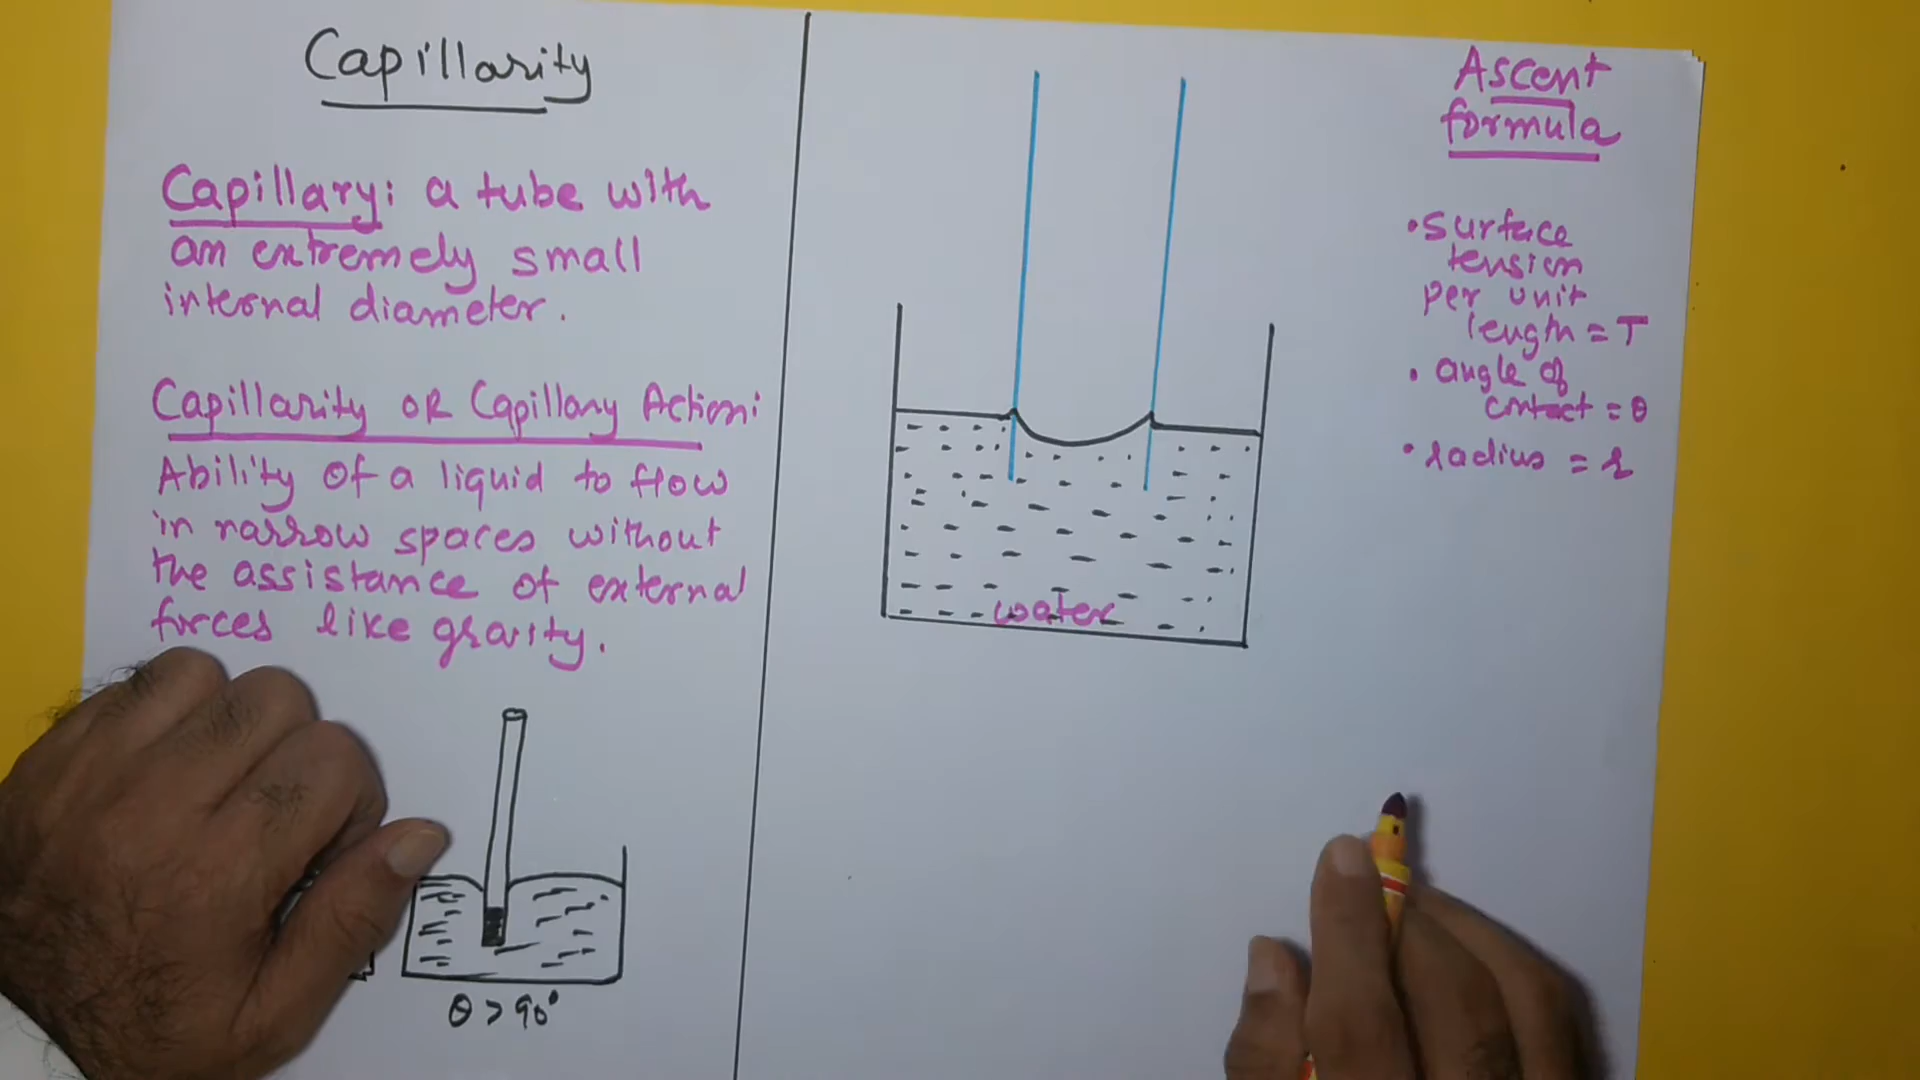 Capillarity
Capillary: a tube with
an extremely small
internal diameter.
Capillarity OR Capillary Action:
Ability of a liquid to flow
in narrow spaces without
the assistance of external
forces like gravity.
θ > 90°
water
Ascent
formula
• surface
tension
per unit
length = T
• angle of
contact = θ
• radius = r